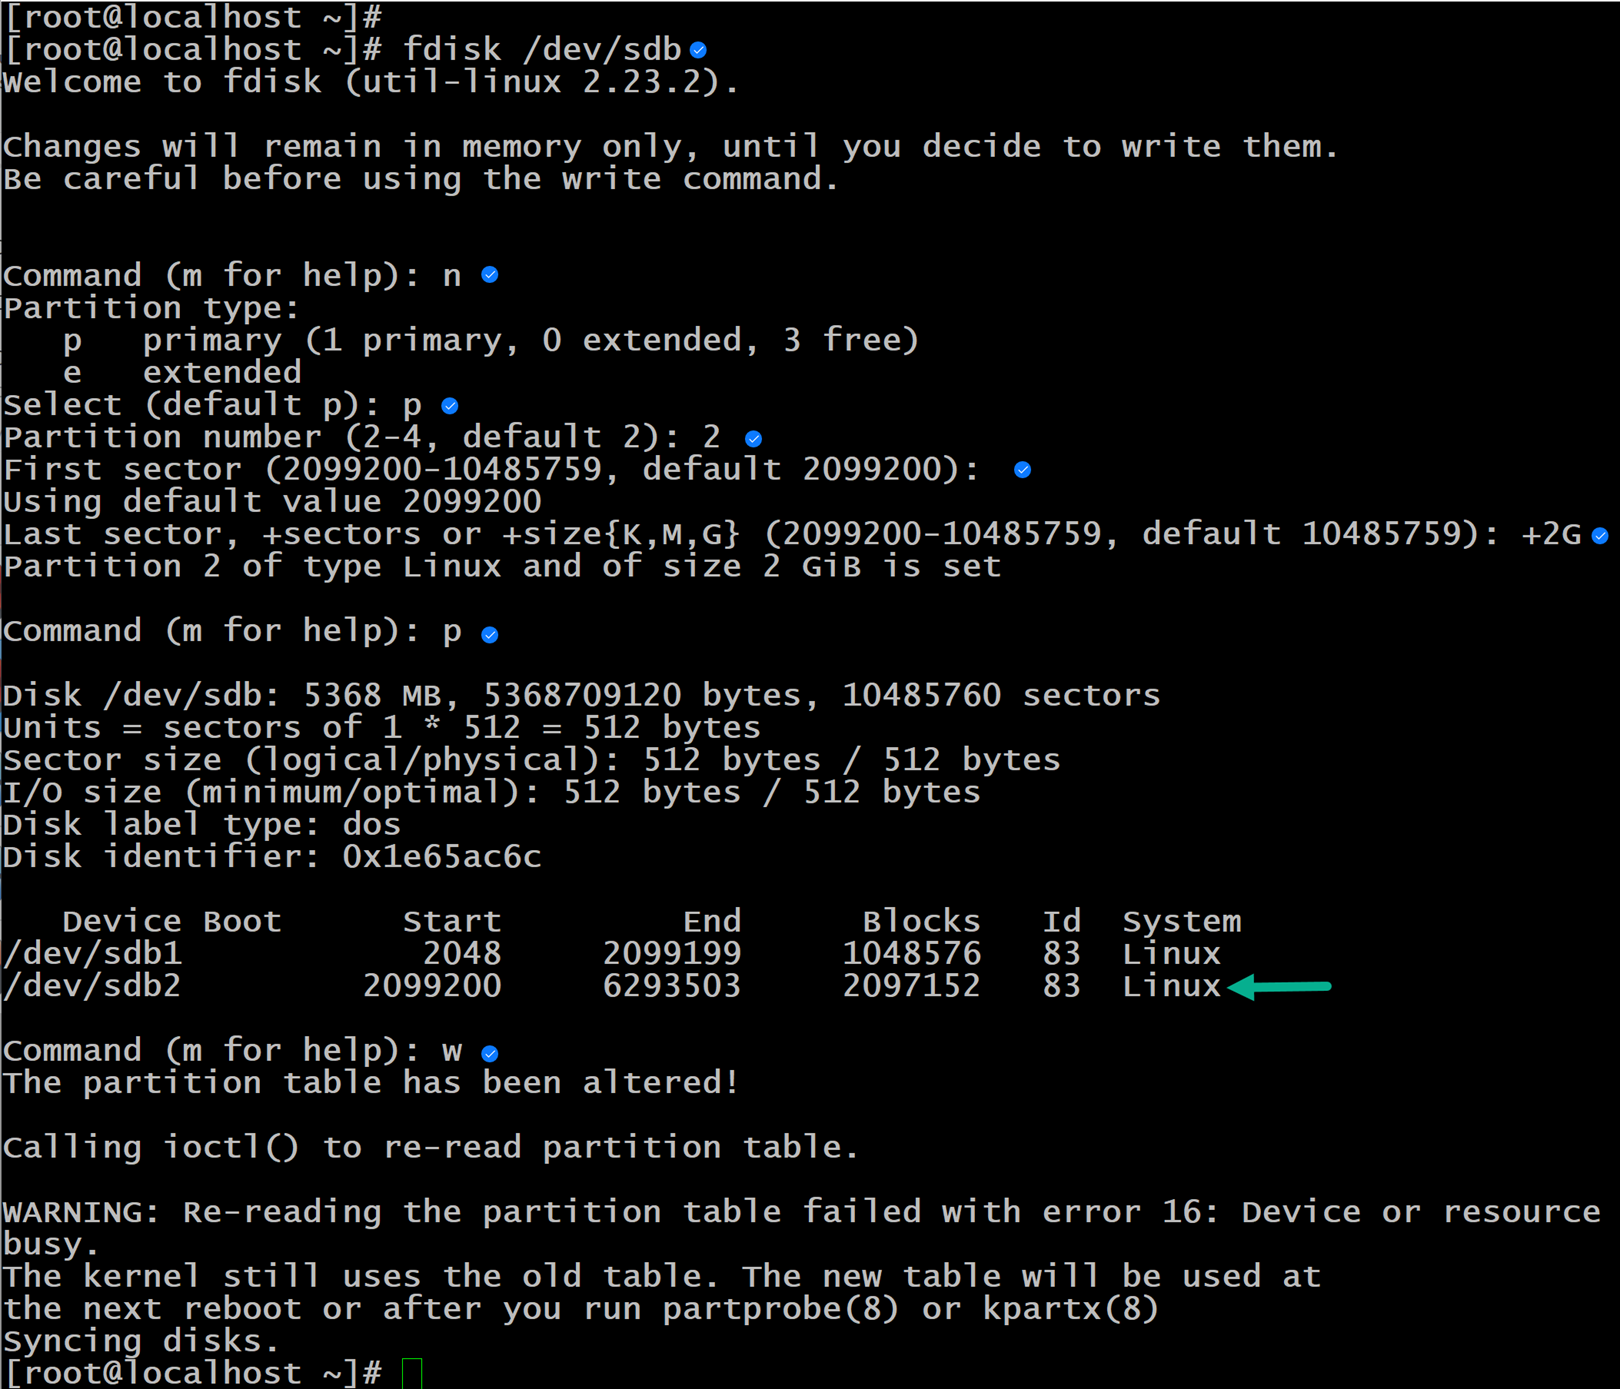 [root@localhost ~]#
[root@localhost ~]# fdisk /dev/sdb
Welcome to fdisk (util-linux 2.23.2).
Changes will remain in memory only, until you decide to write them.
Be careful before using the write command.
Command (m for help): n
Partition type:
   p   primary (1 primary, 0 extended, 3 free)
   e   extended
Select (default p): p
Partition number (2-4, default 2): 2
First sector (2099200-10485759, default 2099200):
Using default value 2099200
Last sector, +sectors or +size{K,M,G} (2099200-10485759, default 10485759): +2G
Partition 2 of type Linux and of size 2 GiB is set
Command (m for help): p
Disk /dev/sdb: 5368 MB, 5368709120 bytes, 10485760 sectors
Units = sectors of 1 * 512 = 512 bytes
Sector size (logical/physical): 512 bytes / 512 bytes
I/O size (minimum/optimal): 512 bytes / 512 bytes
Disk label type: dos
Disk identifier: 0x1e65ac6c
   Device Boot      Start         End      Blocks   Id  System
/dev/sdb1            2048     2099199     1048576   83  Linux
/dev/sdb2         2099200     6293503     2097152   83  Linux
Command (m for help): w
The partition table has been altered!
Calling ioctl() to re-read partition table.
WARNING: Re-reading the partition table failed with error 16: Device or resource
busy.
The kernel still uses the old table. The new table will be used at
the next reboot or after you run partprobe(8) or kpartx(8)
Syncing disks.
[root@localhost ~]#